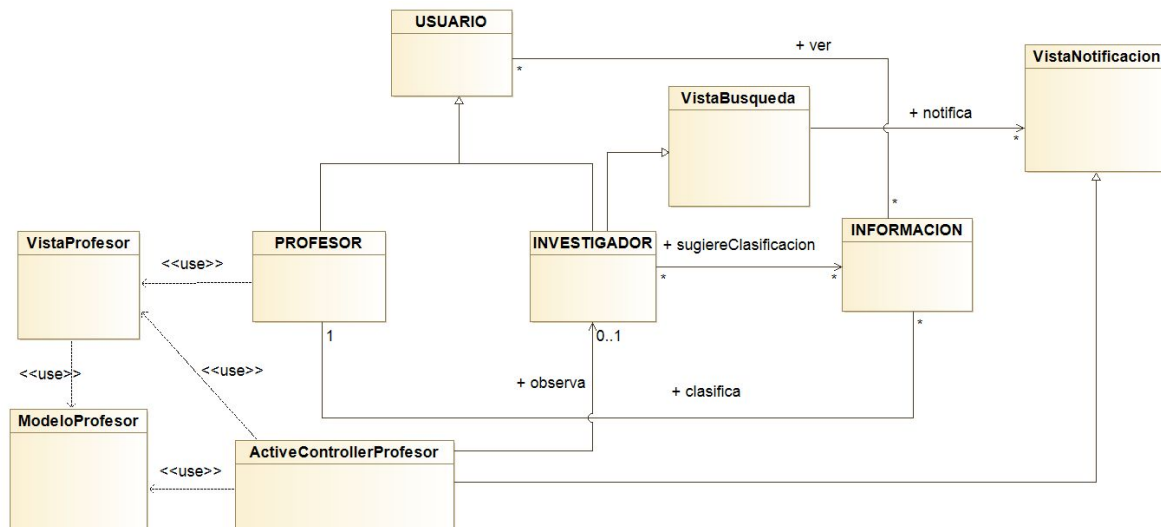 USUARIO
+ ver
*
VistaNotificacion
VistaBusqueda
+ notifica
*
*
VistaProfesor
PROFESOR
INVESTIGADOR
INFORMACION
<<use>>
+ sugiereClasificacion
*
*
1
0..1
*
<<use>>
<<use>>
+ observa
+ clasifica
ModeloProfesor
ActiveControllerProfesor
<<use>>